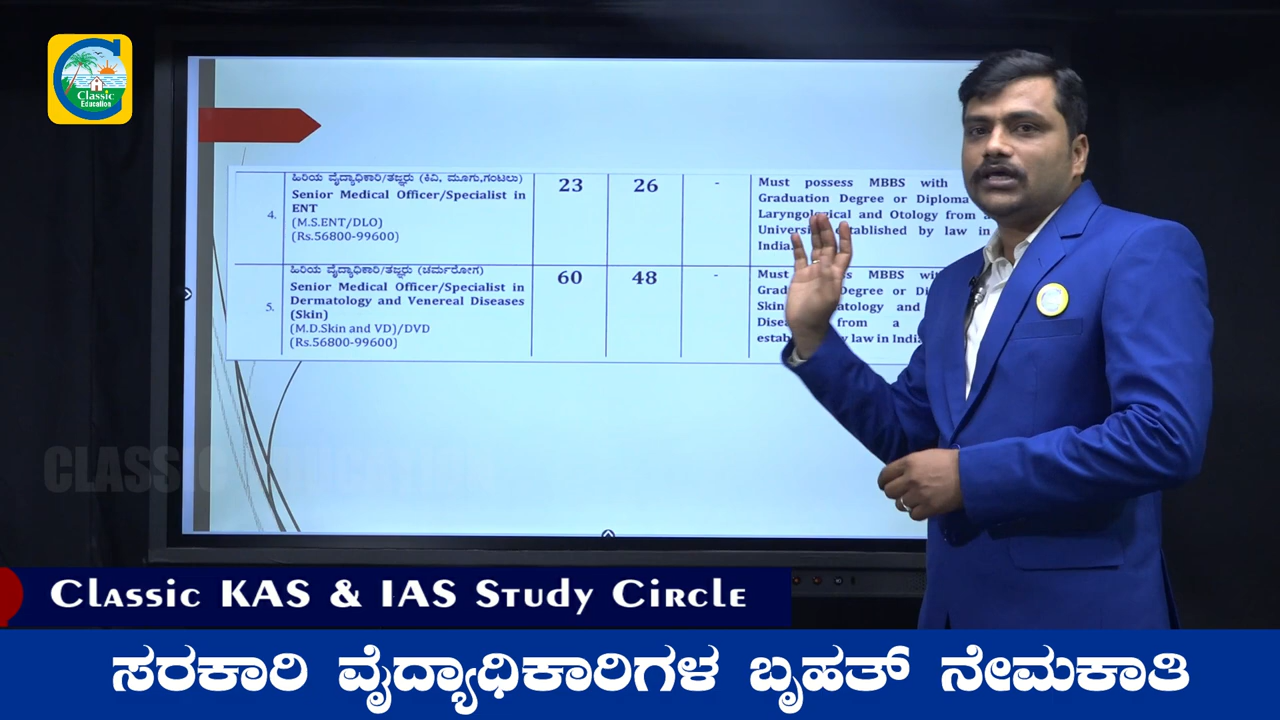 Classic
Education
4.
ಹಿರಿಯ ವೈದ್ಯಾಧಿಕಾರಿ/ತಜ್ಞರು (ಕಿವಿ, ಮೂಗು,ಗಂಟಲು)
Senior Medical Officer/Specialist in
ENT
(M.S.ENT/DLO)
(Rs.56800-99600)
23
26
-
Must possess MBBS with
Graduation Degree or Diploma
Laryngological and Otology from a
established by law in
India.
5.
ಹಿರಿಯ ವೈದ್ಯಾಧಿಕಾರಿ/ತಜ್ಞರು (ಚರ್ಮರೋಗ)
Senior Medical Officer/Specialist in
Dermatology and Venereal Diseases
(Skin)
(M.D.Skin and VD)/DVD
(Rs.56800-99600)
60
48
-
Must MBBS
Degree or
Skin and
from a
law in
CLASSIC EDUCATION
Classic KAS & IAS Study Circle
ಸರಕಾರಿ ವೈದ್ಯಾಧಿಕಾರಿಗಳ ಬೃಹತ್ ನೇಮಕಾತಿ